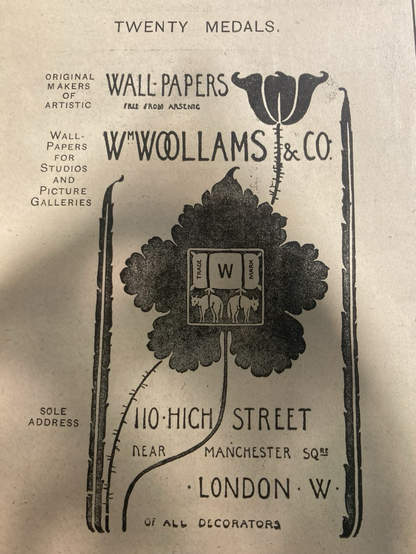 TWENTY MEDALS.
ORIGINAL
MAKERS
OF
ARTISTIC
WALL-PAPERS
FREE FROM ARSENIC
WALL-
PAPERS
FOR
STUDIOS
AND
PICTURE
GALLERIES
Wᴹ WOOLLAMS & CO.
TRADE
W
MARK
SOLE
ADDRESS
110·HIGH STREET
NEAR MANCHESTER SQᴿᴱ
·LONDON·W·
OF ALL DECORATORS